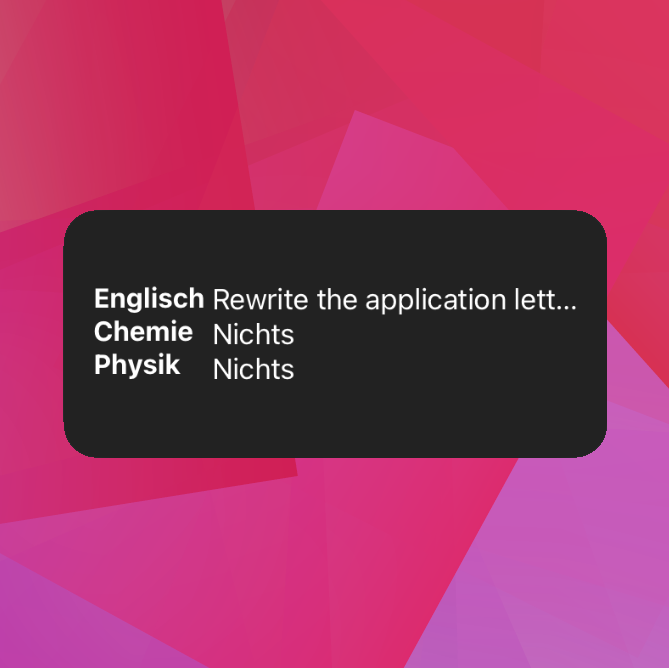 Englisch Rewrite the application lett...
Chemie Nichts
Physik Nichts